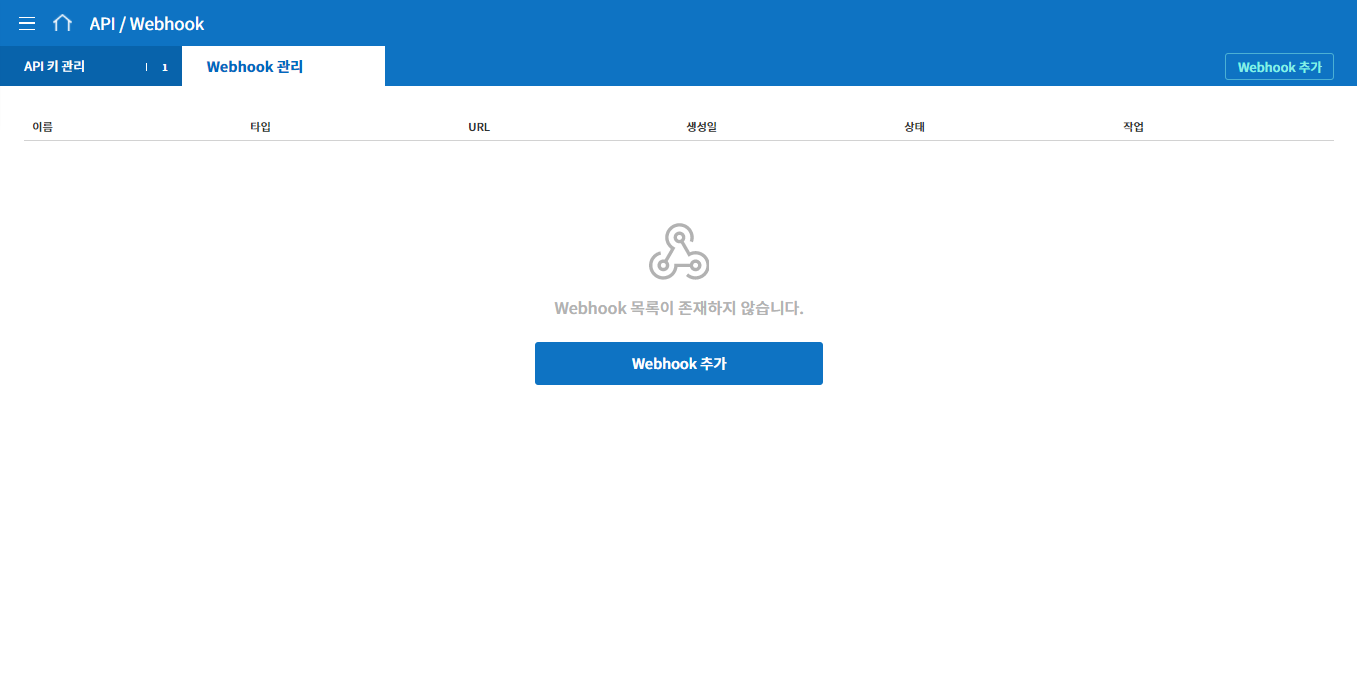 API / Webhook
API 키 관리 | 1 Webhook 관리 Webhook 추가
이름 타입 URL 생성일 상태 작업
Webhook 목록이 존재하지 않습니다.
Webhook 추가